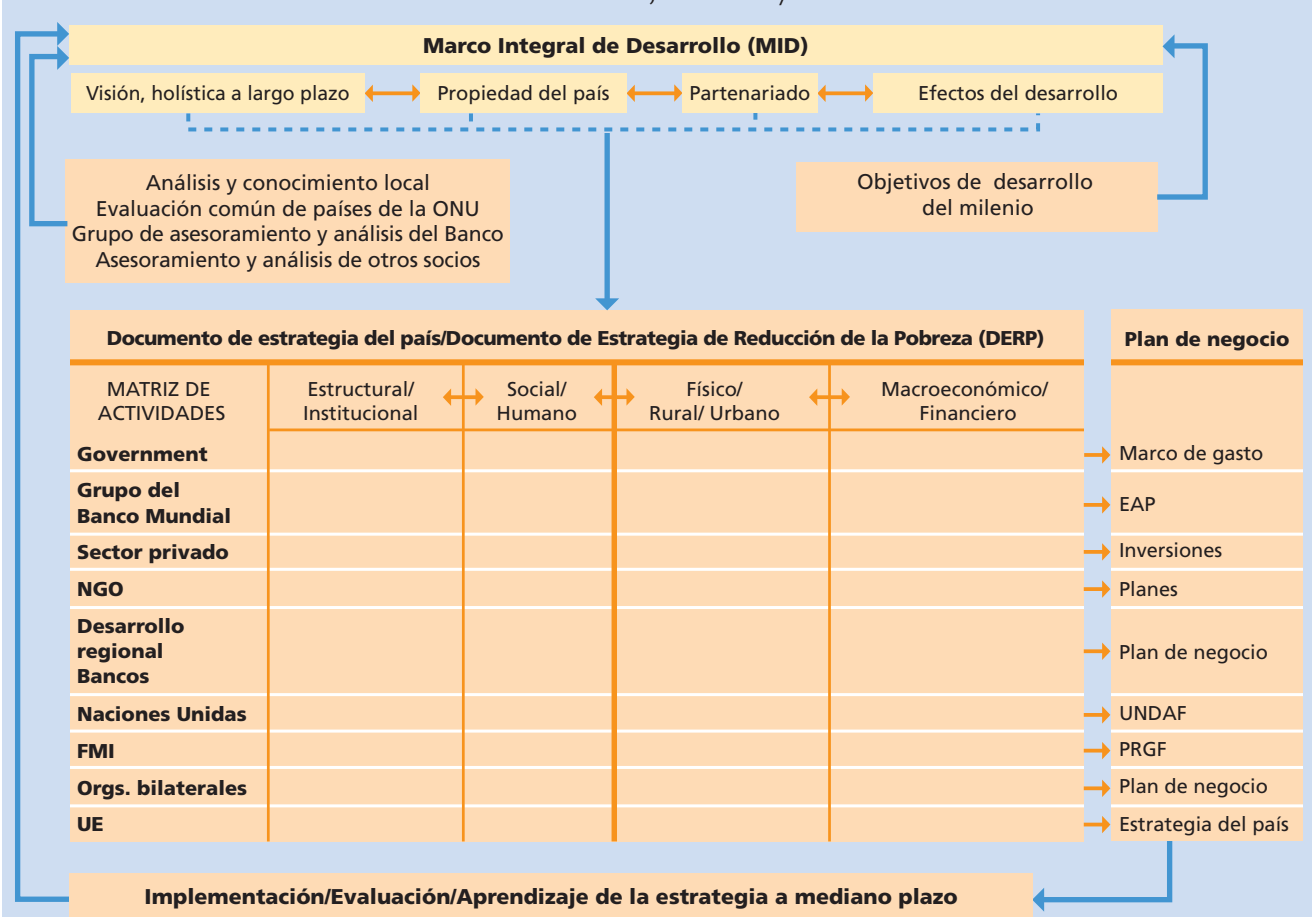 Marco Integral de Desarrollo (MID)
Visión, holística a largo plazo
Propiedad del país
Partenariado
Efectos del desarrollo
Análisis y conocimiento local
Evaluación común de países de la ONU
Grupo de asesoramiento y análisis del Banco
Asesoramiento y análisis de otros socios
Objetivos de desarrollo
del milenio
Documento de estrategia del país/Documento de Estrategia de Reducción de la Pobreza (DERP)
Plan de negocio
MATRIZ DE
ACTIVIDADES
Estructural/
Institucional
Social/
Humano
Físico/
Rural/ Urbano
Macroeconómico/
Financiero
Government
Marco de gasto
Grupo del
Banco Mundial
EAP
Sector privado
Inversiones
NGO
Planes
Desarrollo
regional
Bancos
Plan de negocio
Naciones Unidas
UNDAF
FMI
PRGF
Orgs. bilaterales
Plan de negocio
UE
Estrategia del país
Implementación/Evaluación/Aprendizaje de la estrategia a mediano plazo